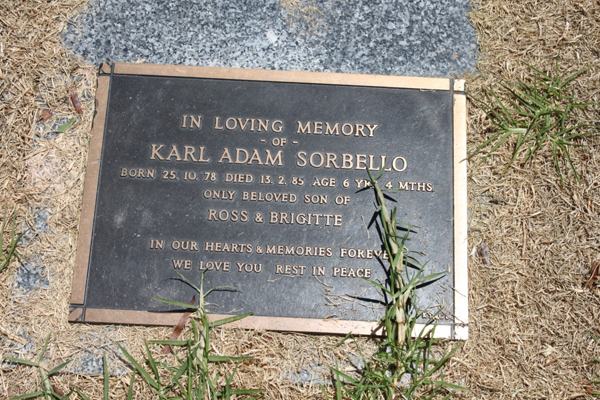 IN LOVING MEMORY
- OF -
KARL ADAM SORBELLO
BORN 25. 10. 78 DIED 13. 2. 85 AGE 6 YRS 4 MTHS
ONLY BELOVED SON OF
ROSS & BRIGITTE
IN OUR HEARTS & MEMORIES FOREVER
WE LOVE YOU REST IN PEACE